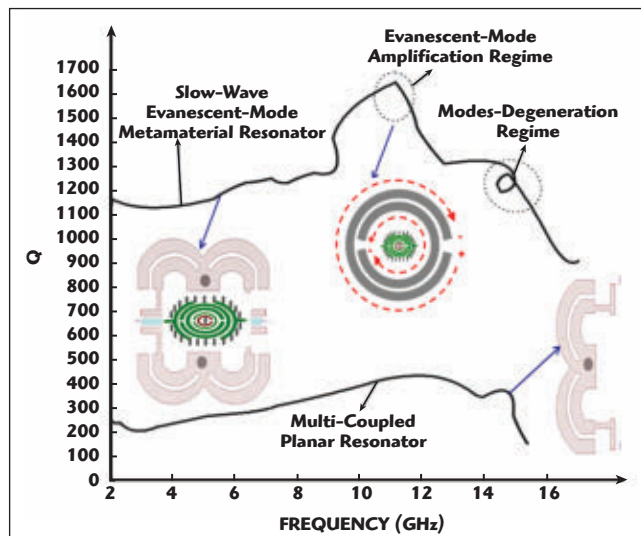 Evanescent-Mode
Amplification Regime
Slow-Wave
Evanescent-Mode
Metamaterial Resonator
Modes-Degeneration
Regime
1700
1600
1500
1400
1300
1200
1100
1000
900
800
700
600
500
400
300
200
100
0
Q
Multi-Coupled
Planar Resonator
2 4 6 8 10 12 14 16
FREQUENCY (GHz)